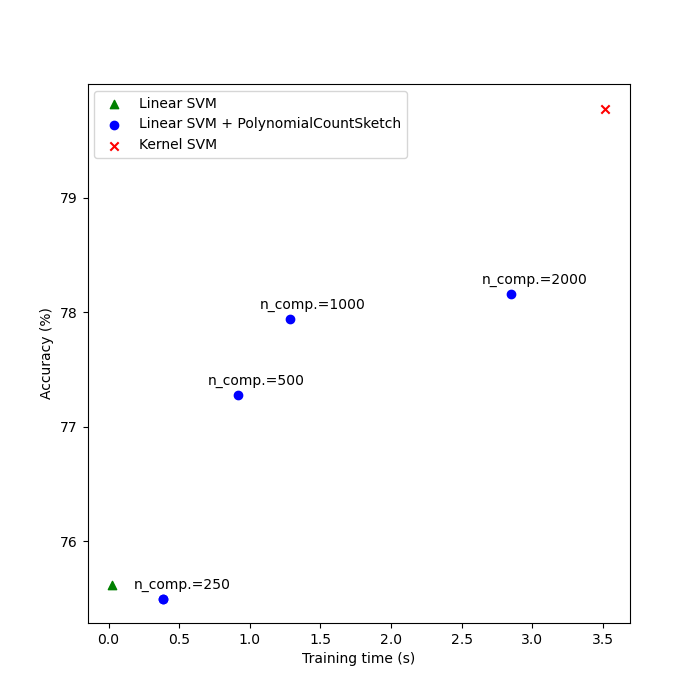 Linear SVM
Linear SVM + PolynomialCountSketch
Kernel SVM
79
78
77
76
Accuracy (%)
n_comp.=2000
n_comp.=1000
n_comp.=500
n_comp.=250
0.0 0.5 1.0 1.5 2.0 2.5 3.0 3.5
Training time (s)